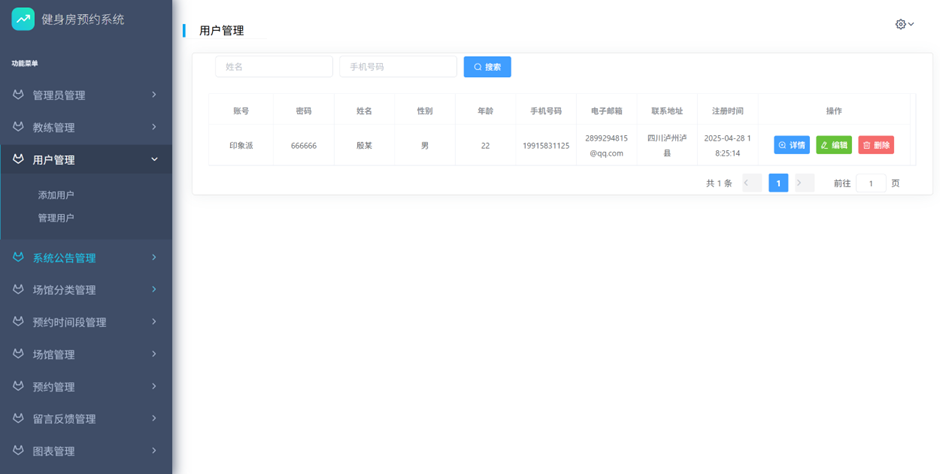 健身房预约系统
用户管理
功能菜单
管理员管理
教练管理
用户管理
添加用户
管理用户
系统公告管理
场馆分类管理
预约时间段管理
场馆管理
预约管理
留言反馈管理
图表管理
姓名 手机号码 搜索
账号 密码 姓名 性别 年龄 手机号码 电子邮箱 联系地址 注册时间 操作
印象派 666666 殷某 男 22 19915831125 2899294815 四川泸州泸 2025-04-28 1 详情 编辑 删除
@qq.com 县 8:25:14
共 1 条 1 前往 1 页